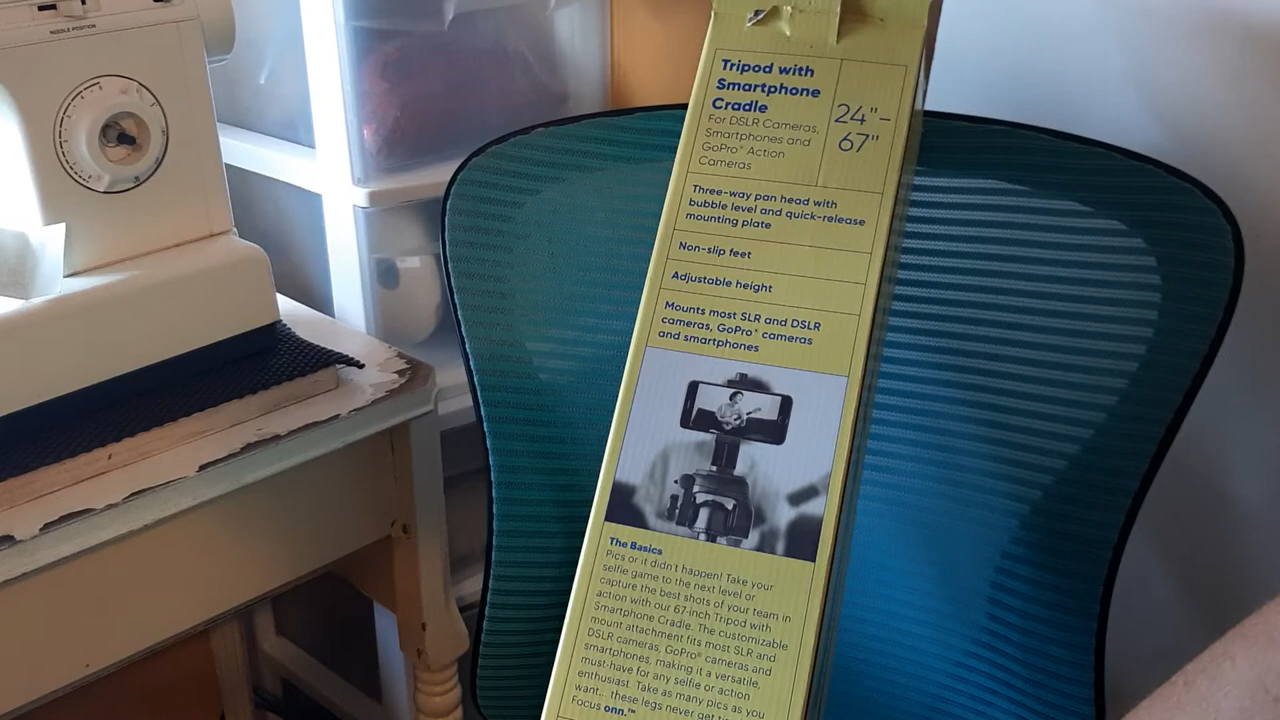 NEEDLE POSITION
Tripod with
Smartphone
Cradle
For DSLR Cameras,
Smartphones and
GoPro® Action
Cameras
24"-
67"
Three-way pan head with
bubble level and quick-release
mounting plate
Non-slip feet
Adjustable height
Mounts most SLR and DSLR
cameras, GoPro® cameras
and smartphones
The Basics
Pics or it didn't happen! Take your
selfie game to the next level or
capture the best shots of your team in
action with our 67-inch Tripod with
Smartphone Cradle. The customizable
mount attachment fits most SLR and
DSLR cameras, GoPro® cameras and
smartphones, making it a versatile,
must-have for any selfie or action
enthusiast. Take as many pics as you
want... these legs never get
Focus onn.™